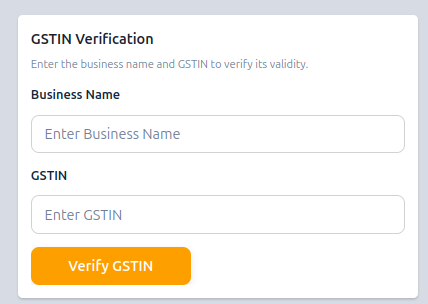 GSTIN Verification
Enter the business name and GSTIN to verify its validity.
Business Name
Enter Business Name
GSTIN
Enter GSTIN
Verify GSTIN